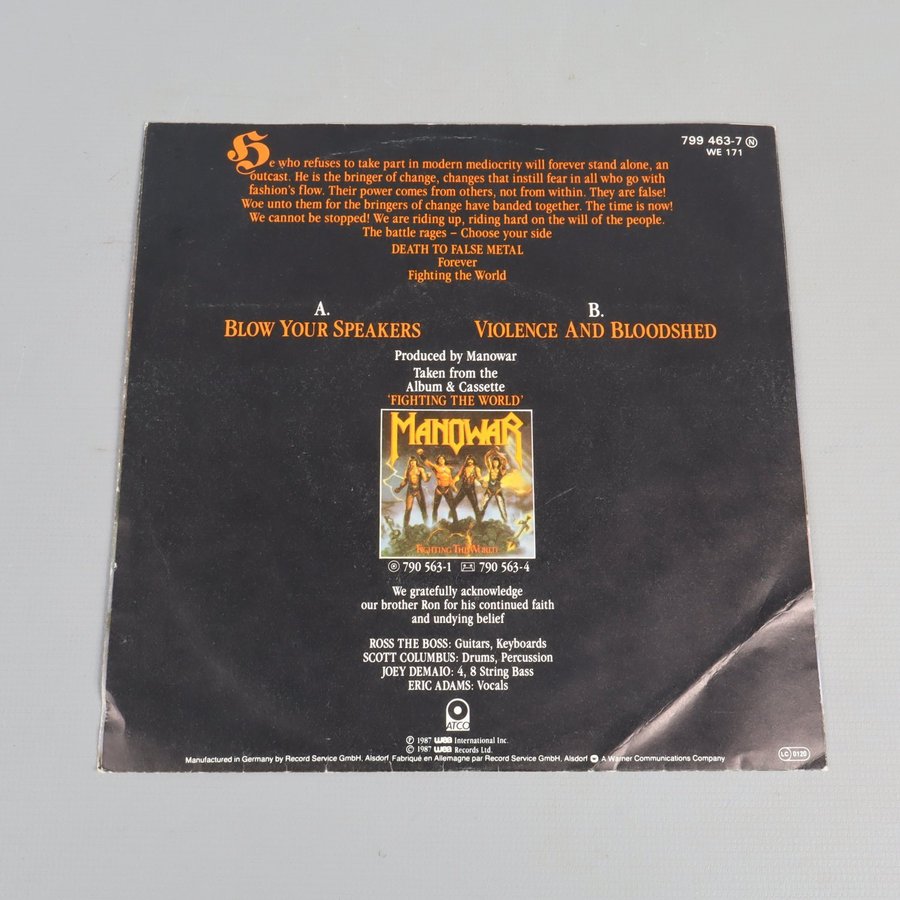 799 463-7 Ⓝ
WE 171
He who refuses to take part in modern mediocrity will forever stand alone, an
outcast. He is the bringer of change, changes that instill fear in all who go with
fashion's flow. Their power comes from others, not from within. They are false!
Woe unto them for the bringers of change have banded together. The time is now!
We cannot be stopped! We are riding up, riding hard on the will of the people.
The battle rages – Choose your side
DEATH TO FALSE METAL
Forever
Fighting the World
A.
BLOW YOUR SPEAKERS
B.
VIOLENCE AND BLOODSHED
Produced by Manowar
Taken from the
Album & Cassette
'FIGHTING THE WORLD'
MANOWAR
FIGHTING THE WORLD
790 563-1 790 563-4
We gratefully acknowledge
our brother Ron for his continued faith
and undying belief
ROSS THE BOSS: Guitars, Keyboards
SCOTT COLUMBUS: Drums, Percussion
JOEY DEMAIO: 4, 8 String Bass
ERIC ADAMS: Vocals
ATCO
℗ 1987 wea International Inc.
© 1987 wea Records Ltd.
Manufactured in Germany by Record Service GmbH, Alsdorf. Fabriqué en Allemagne par Record Service GmbH, Alsdorf A Warner Communications Company
LC 0120